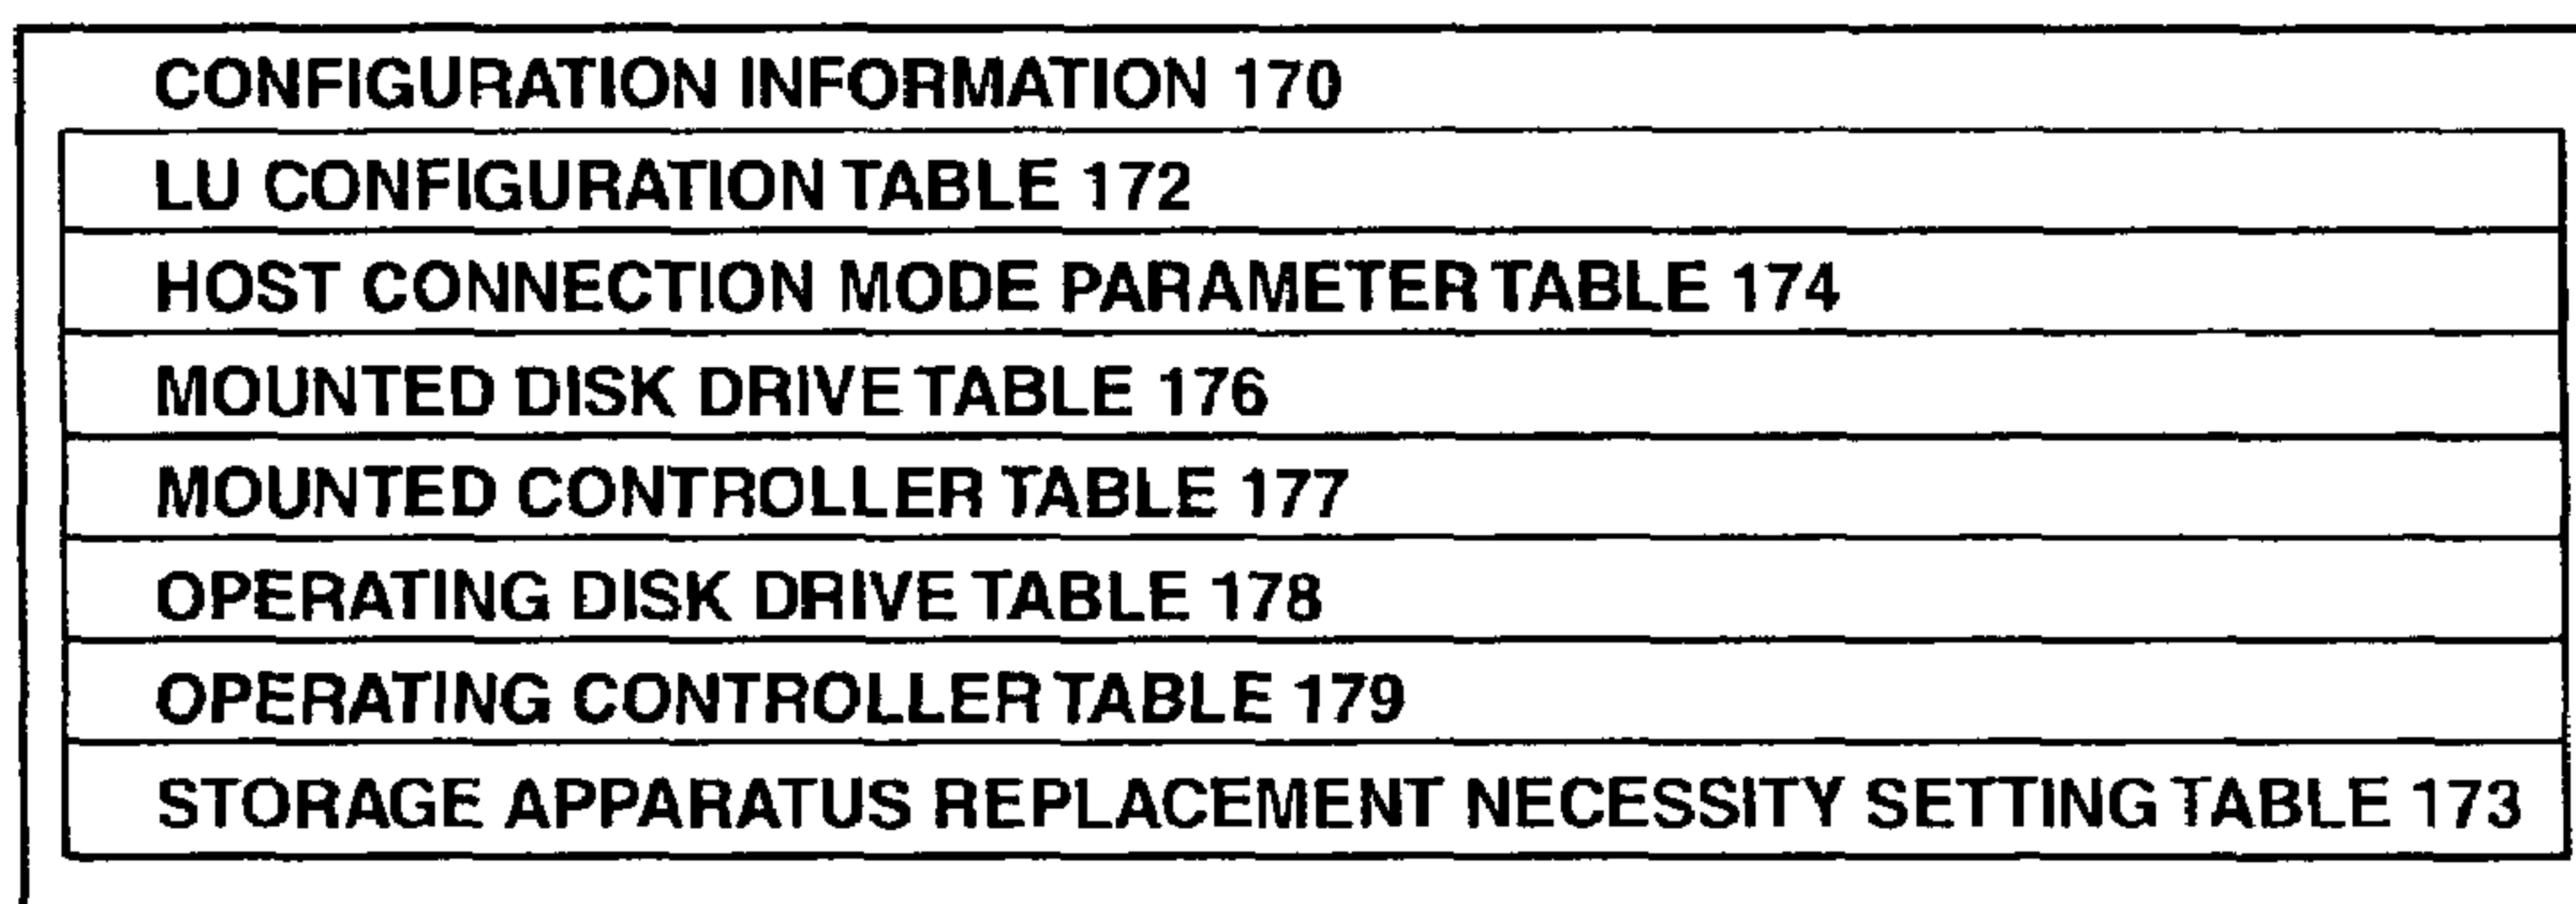 CONFIGURATION INFORMATION 170
LU CONFIGURATION TABLE 172
HOST CONNECTION MODE PARAMETER TABLE 174
MOUNTED DISK DRIVE TABLE 176
MOUNTED CONTROLLER TABLE 177
OPERATING DISK DRIVE TABLE 178
OPERATING CONTROLLER TABLE 179
STORAGE APPARATUS REPLACEMENT NECESSITY SETTING TABLE 173